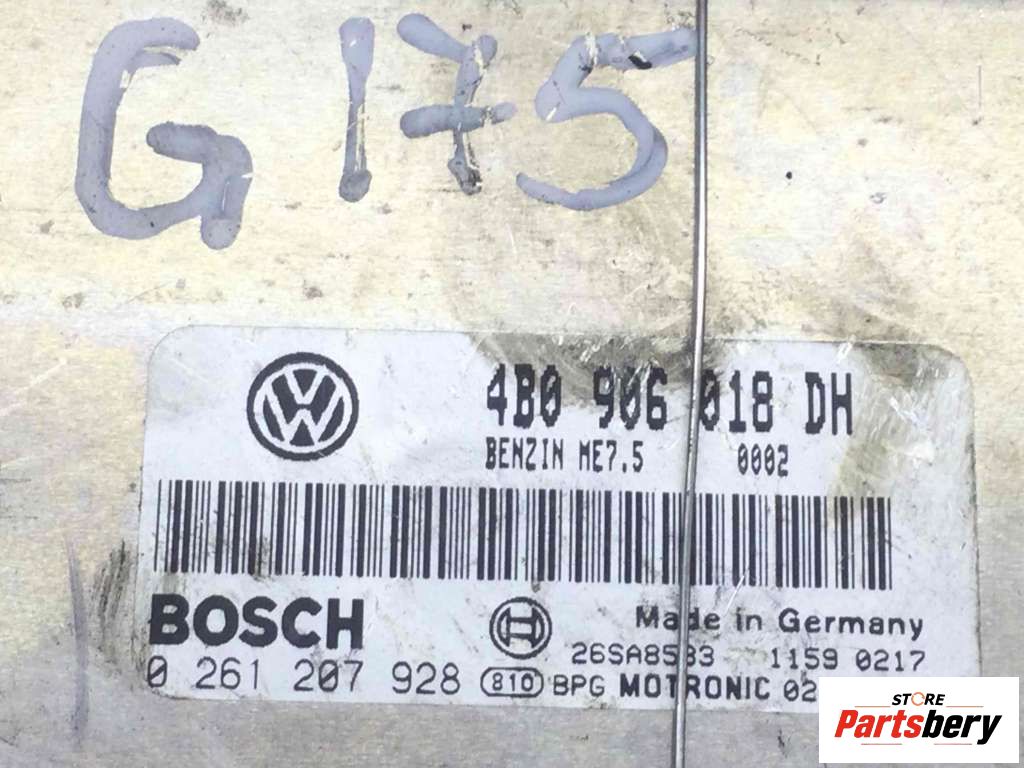 G175
4B0 906 018 DH
BENZIN ME7.5 0002
BOSCH
Made in Germany
26SA8583 1159 0217
0 261 207 928 810 BPG MOTRONIC 02
STORE
Partsbery